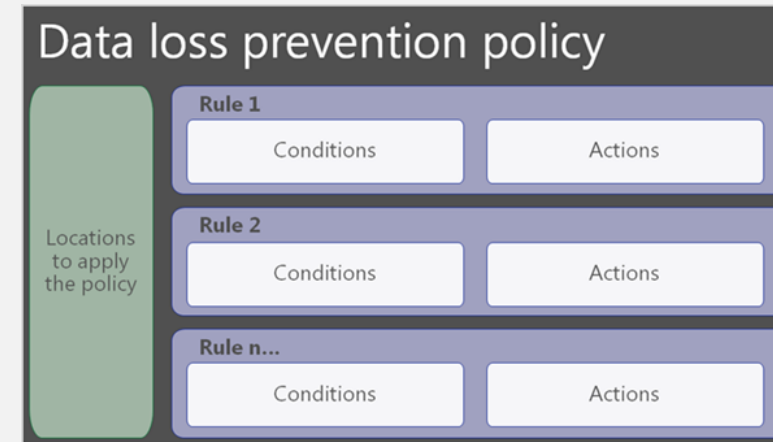 Data loss prevention policy
Locations
to apply
the policy
Rule 1
Conditions
Actions
Rule 2
Conditions
Actions
Rule n...
Conditions
Actions